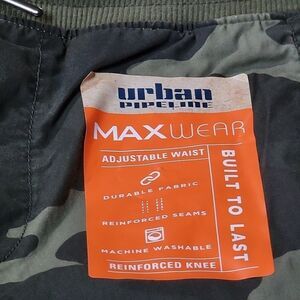 urban
PIPELINE
MAXWEAR
ADJUSTABLE WAIST
DURABLE FABRIC
REINFORCED SEAMS
MACHINE WASHABLE
REINFORCED KNEE
BUILT TO LAST